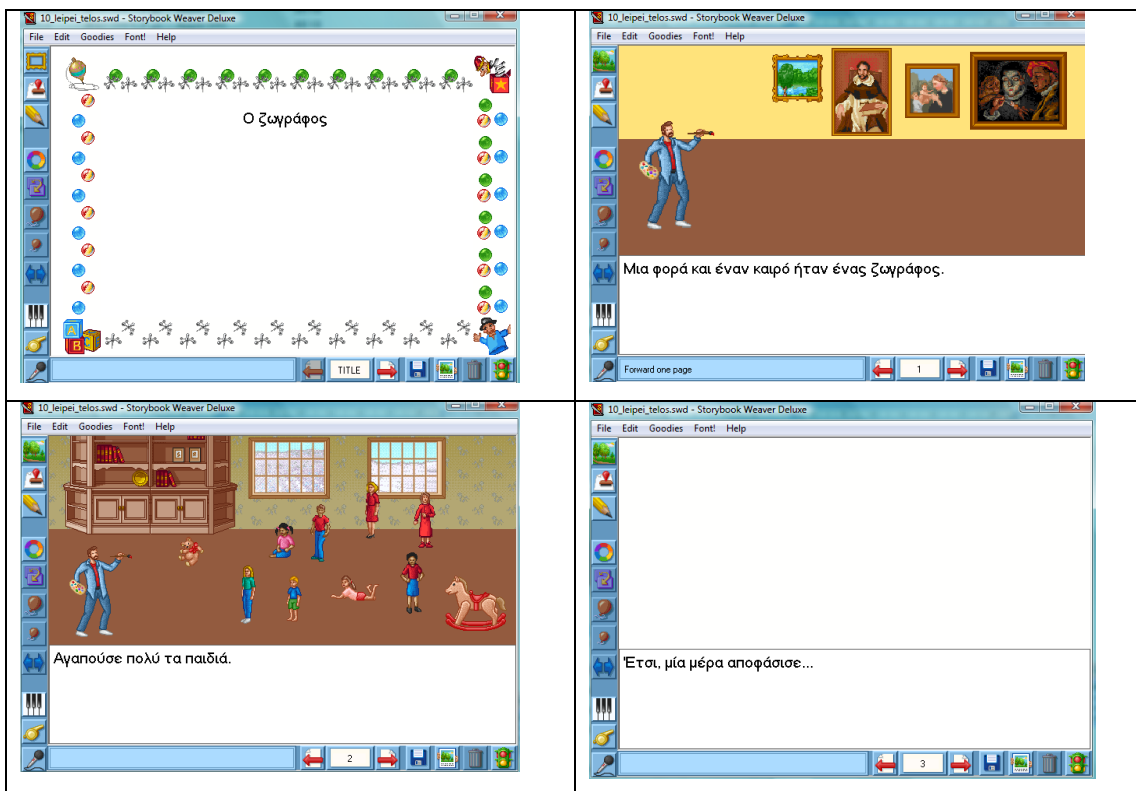 10_leipei_telos.swd - Storybook Weaver Deluxe
File Edit Goodies Font! Help
Ο ζωγράφος
A
B
TITLE
10_leipei_telos.swd - Storybook Weaver Deluxe
File Edit Goodies Font! Help
Μια φορά και έναν καιρό ήταν ένας ζωγράφος.
Forward one page
1
10_leipei_telos.swd - Storybook Weaver Deluxe
File Edit Goodies Font! Help
Αγαπούσε πολύ τα παιδιά.
2
10_leipei_telos.swd - Storybook Weaver Deluxe
File Edit Goodies Font! Help
Έτσι, μία μέρα αποφάσισε...
3